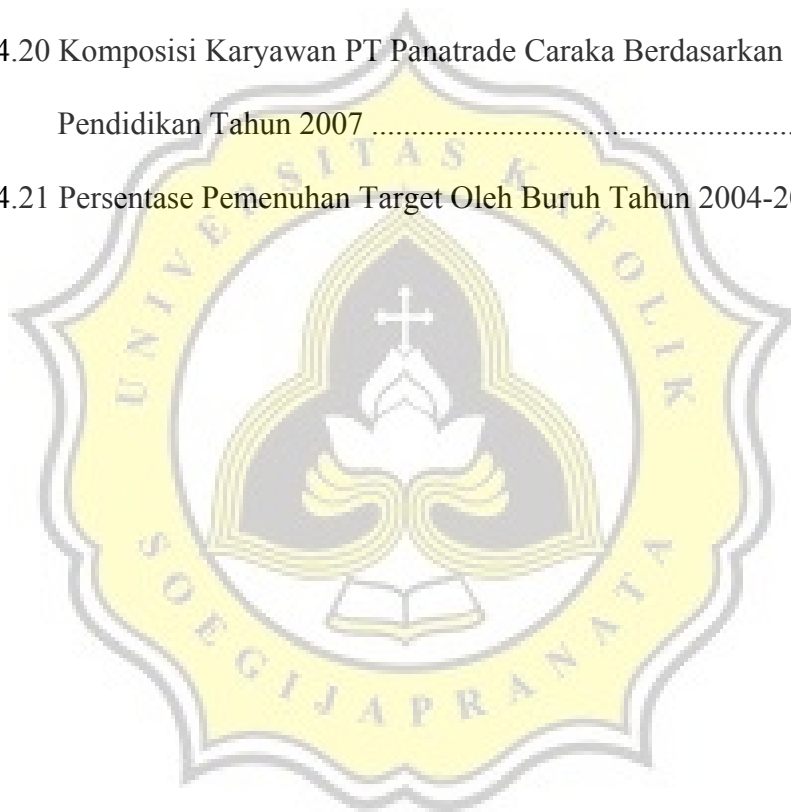 4.20 Komposisi Karyawan PT Panatrade Caraka Berdasarkan
Pendidikan Tahun 2007 ....................................................
4.21 Persentase Pemenuhan Target Oleh Buruh Tahun 2004-2
UNIVERSITAS KATOLIK
SOEGIJAPRANATA